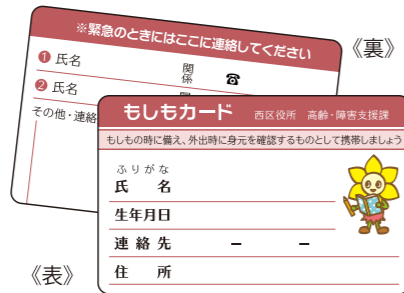 ※緊急のときにはここに連絡してください
《裏》
❶ 氏名 関係 ☎
❷ 氏名
その他・連絡
もしもカード 西区役所 高齢・障害支援課
もしもの時に備え、外出時に身元を確認するものとして携帯しましょう
ふりがな
氏 名
生年月日
連絡先 − −
住 所
《表》